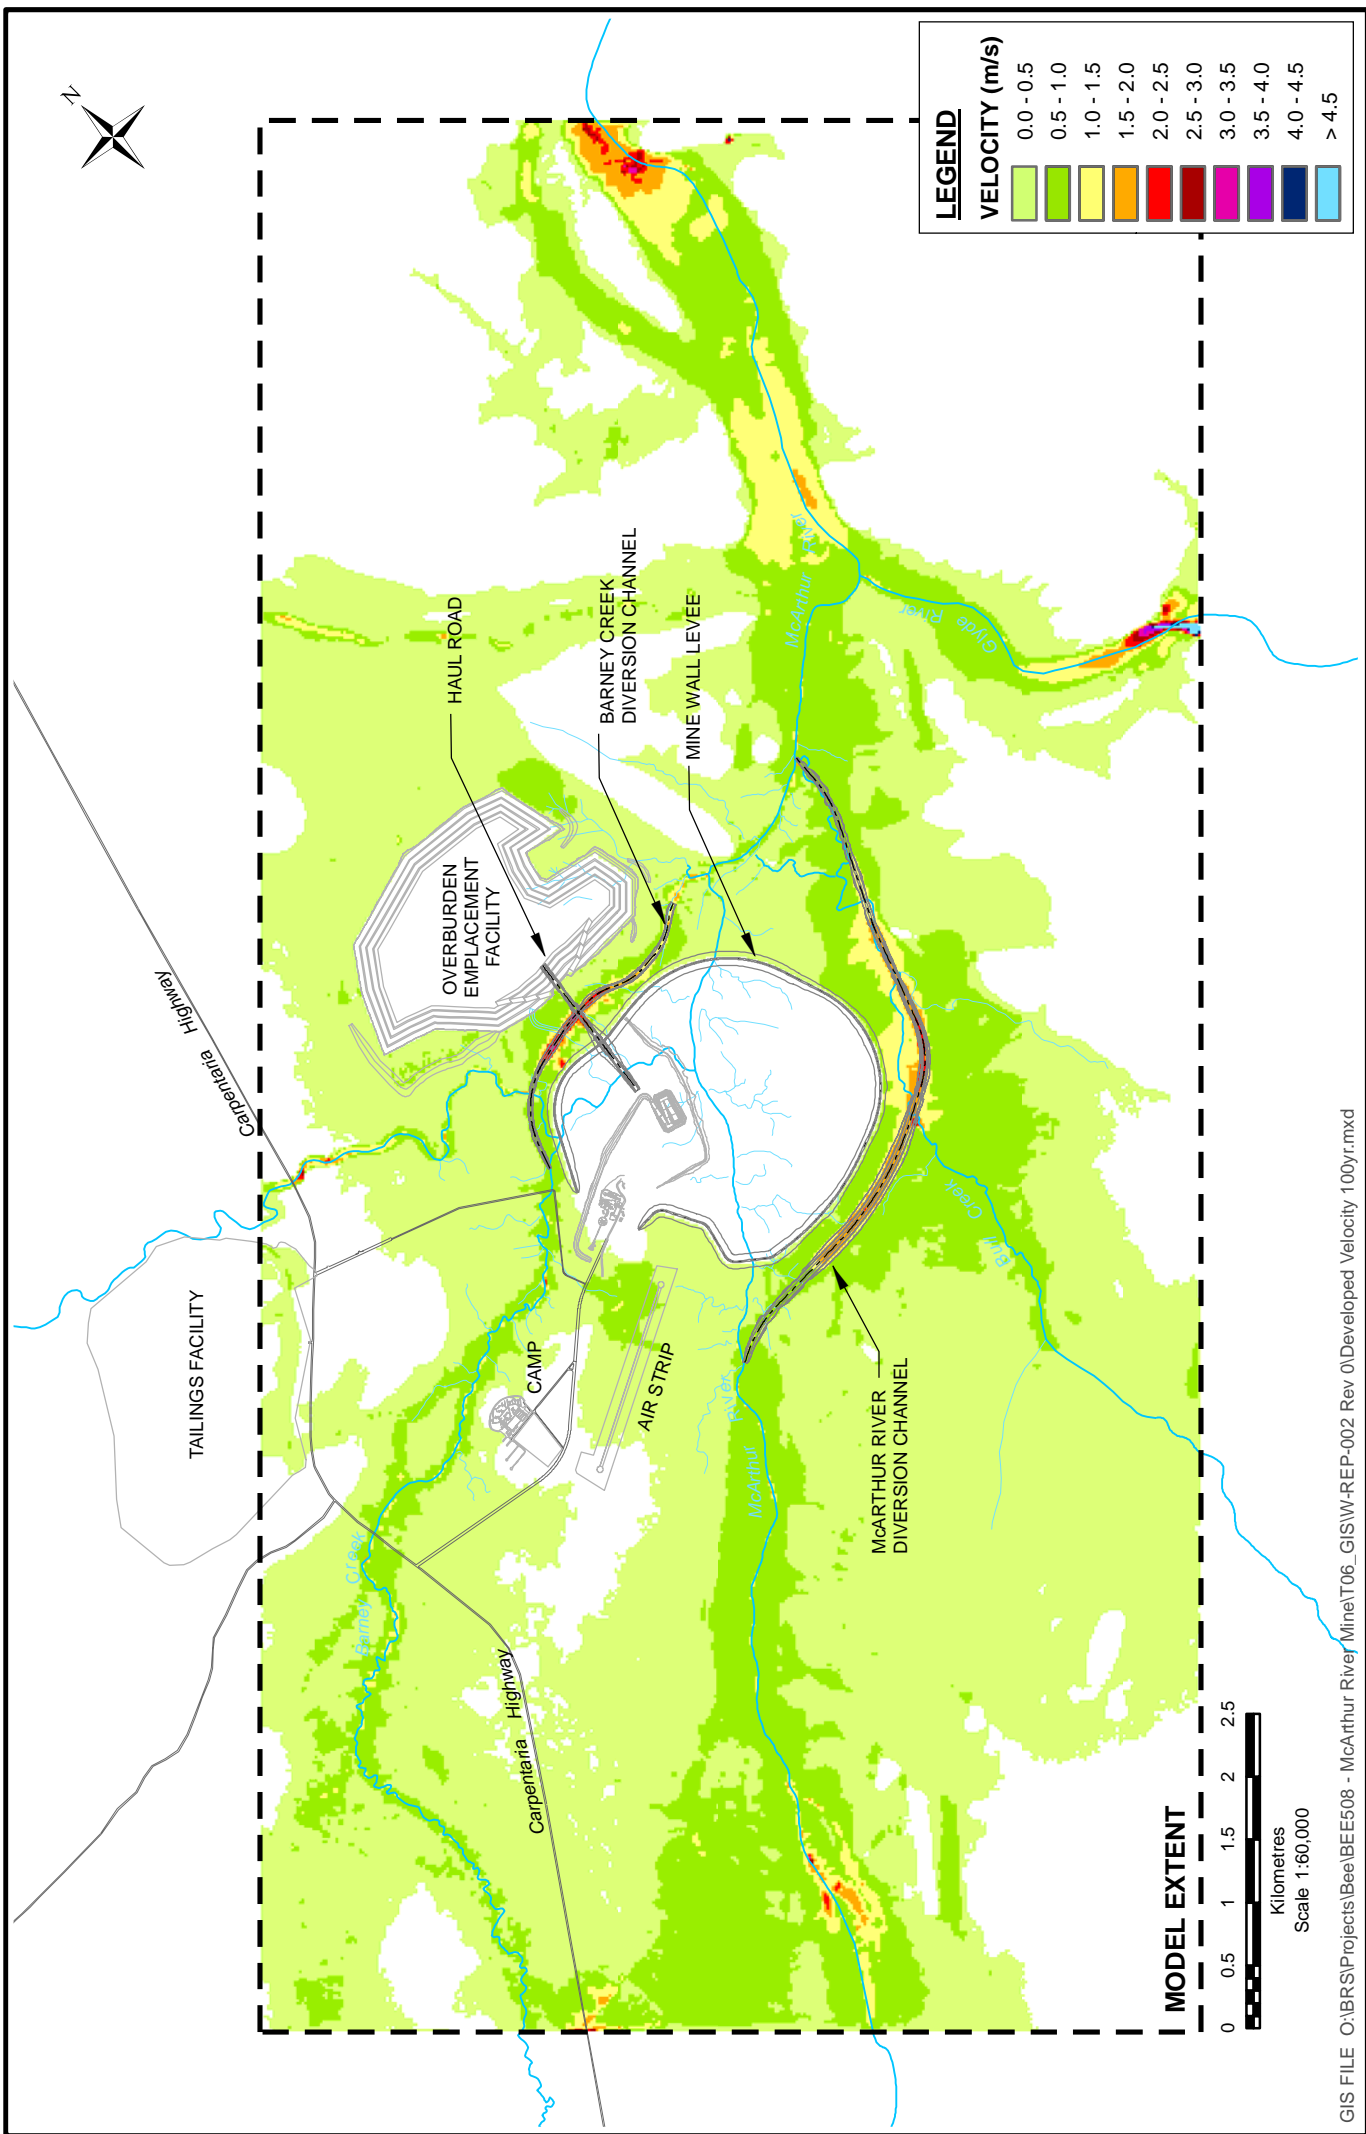 N
Carpentaria Highway
TAILINGS FACILITY
HAUL ROAD
OVERBURDEN
EMPLACEMENT
FACILITY
BARNEY CREEK
DIVERSION CHANNEL
MINE WALL LEVEE
Barney Creek
CAMP
AIR STRIP
Carpentaria Highway
McArthur River
McArthur River
Glyde River
Bull Creek
McARTHUR RIVER
DIVERSION CHANNEL
MODEL EXTENT
0 0.5 1 1.5 2 2.5
Kilometres
Scale 1:60,000
LEGEND
VELOCITY (m/s)
0.0 - 0.5
0.5 - 1.0
1.0 - 1.5
1.5 - 2.0
2.0 - 2.5
2.5 - 3.0
3.0 - 3.5
3.5 - 4.0
4.0 - 4.5
> 4.5
GIS FILE O:\BRS\Projects\Bee\BEE508 - McArthur River Mine\T06_GISW-REP-002 Rev 0\Developed Velocity 100yr.mxd